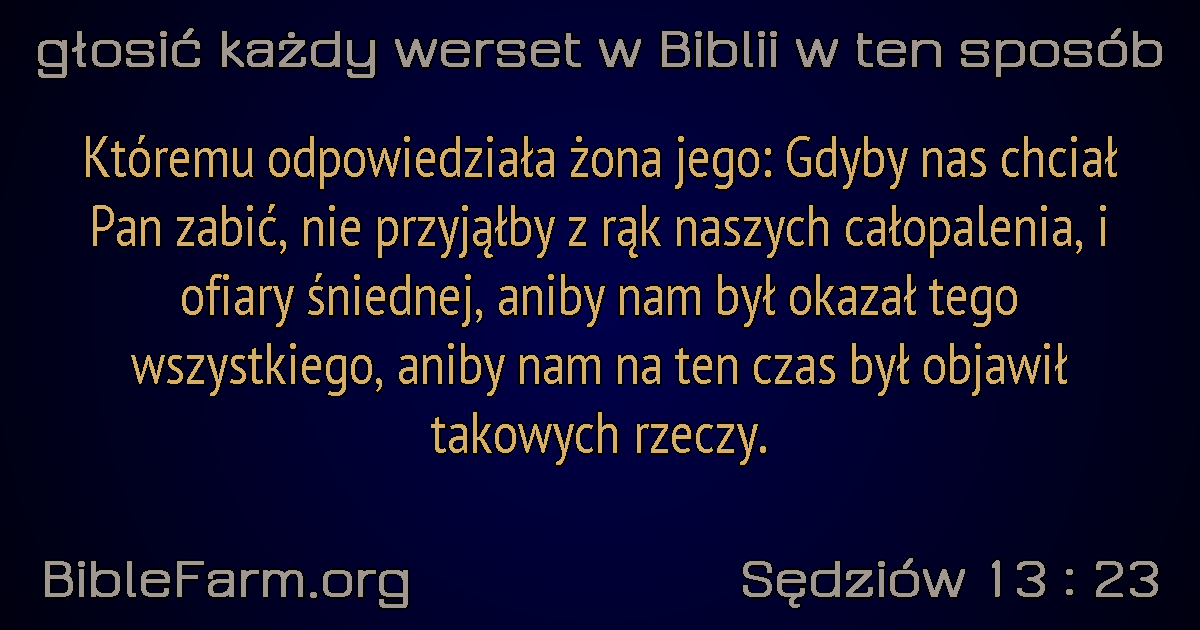 głosić każdy werset w Biblii w ten sposób
Któremu odpowiedziała żona jego: Gdyby nas chciał
Pan zabić, nie przyjąłby z rąk naszych całopalenia, i
ofiary śniednej, aniby nam był okazał tego
wszystkiego, aniby nam na ten czas był objawił
takowych rzeczy.
BibleFarm.org
Sędziów 13 : 23